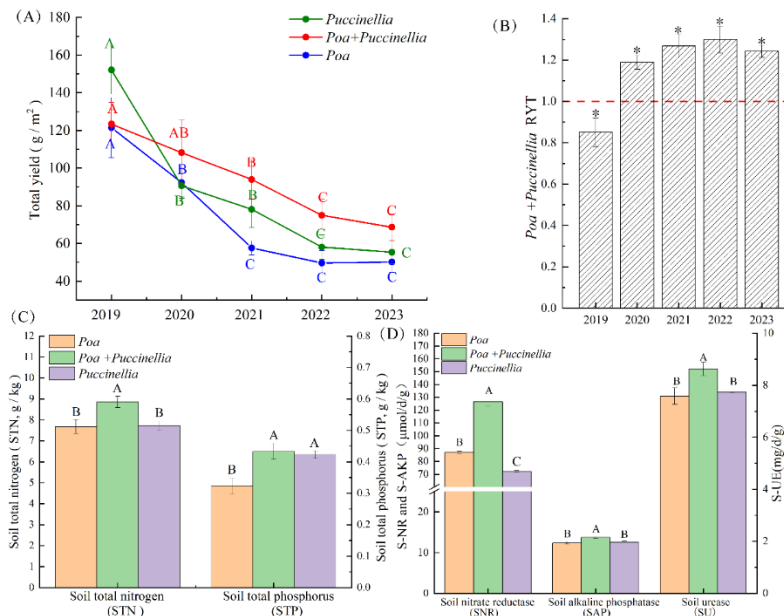 (A)
Puccinellia
Poa+Puccinellia
Poa
180
160
140
120
100
80
60
40
Total yield ( g / m² )
A
A
A
AB
B
B
B
B
C
C
C
C
C
C
C
2019
2020
2021
2022
2023
(B)
1.4
1.2
1.0
0.8
0.6
0.4
0.2
0.0
Poa +Puccinellia RYT
*
*
*
*
*
2019
2020
2021
2022
2023
(C)
Poa
Poa +Puccinellia
Puccinellia
12
11
10
9
8
7
6
5
4
3
2
1
0
Soil total nitrogen ( STN, g / kg )
B
A
B
B
A
A
0.8
0.7
0.6
0.5
0.4
0.3
0.2
0.1
0.0
Soil total phosphorus ( STP, g / kg )
Soil total nitrogen
(STN )
Soil total phosphorus
(STP )
(D)
Poa
Poa +Puccinellia
Puccinellia
180
170
160
150
140
130
120
110
100
90
80
70
60
20
10
0
S-NR and S-AKP (μmol/d/g)
B
A
C
B
A
B
B
A
B
10
8
6
4
2
0
S-UE(mg/d/g)
Soil nitrate reductase
(SNR)
Soil alkaline phosphatase
(SAP)
Soil urease
(SU)